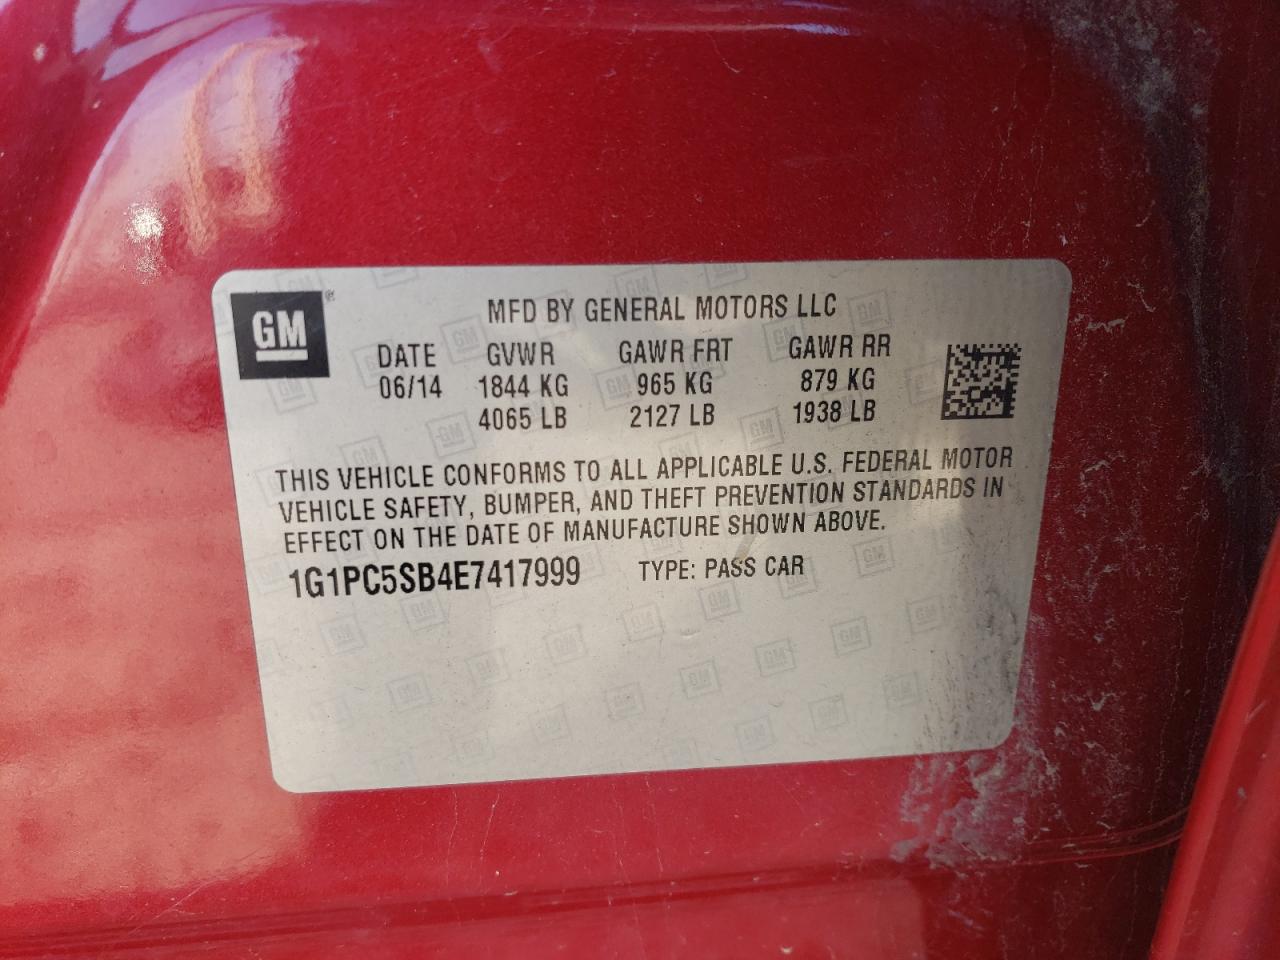 GM®
MFD BY GENERAL MOTORS LLC
DATE GVWR GAWR FRT GAWR RR
06/14 1844 KG 965 KG 879 KG
4065 LB 2127 LB 1938 LB
THIS VEHICLE CONFORMS TO ALL APPLICABLE U.S. FEDERAL MOTOR
VEHICLE SAFETY, BUMPER, AND THEFT PREVENTION STANDARDS IN
EFFECT ON THE DATE OF MANUFACTURE SHOWN ABOVE.
1G1PC5SB4E7417999 TYPE: PASS CAR